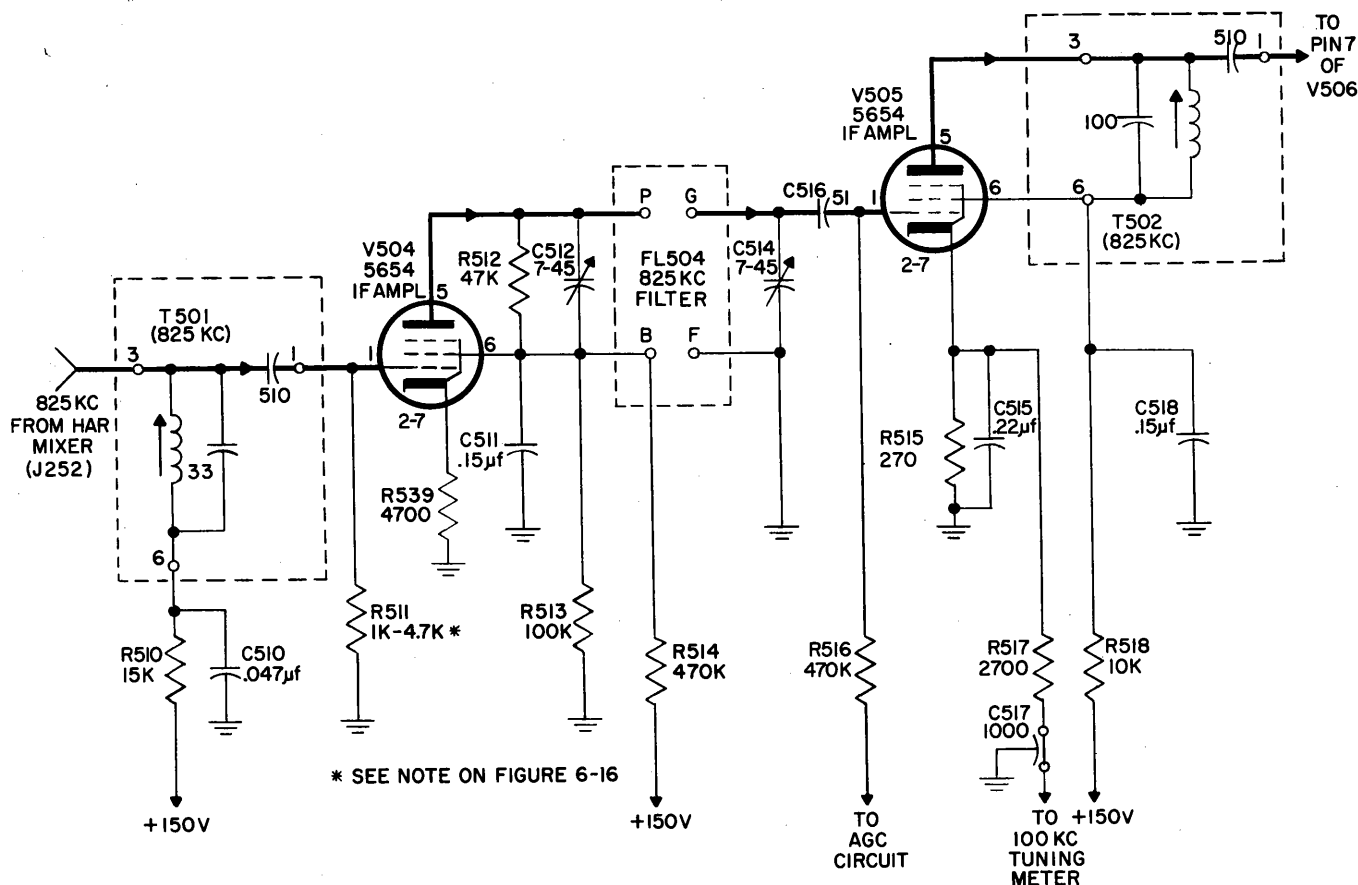 TO
PIN 7
OF
V506
3
510
1
V505
5654
IF AMPL
5
100
6
6
T502
(825KC)
C516
51
1
2-7
P
G
V504
5654
IF AMPL
5
R512
47K
C512
7-45
FL504
825KC
FILTER
C514
7-45
T501
(825 KC)
3
1
510
1
6
B
F
2-7
825KC
FROM HAR
MIXER
(J252)
33
C511
.15µf
R539
4700
R515
270
C515
.22µf
C518
.15µf
6
R511
1K-4.7K *
R513
100K
R514
470K
R516
470K
R517
2700
R518
10K
R510
15K
C510
.047µf
C517
1000
* SEE NOTE ON FIGURE 6-16
+150V
+150V
TO
AGC
CIRCUIT
TO
100 KC
TUNING
METER
+150V